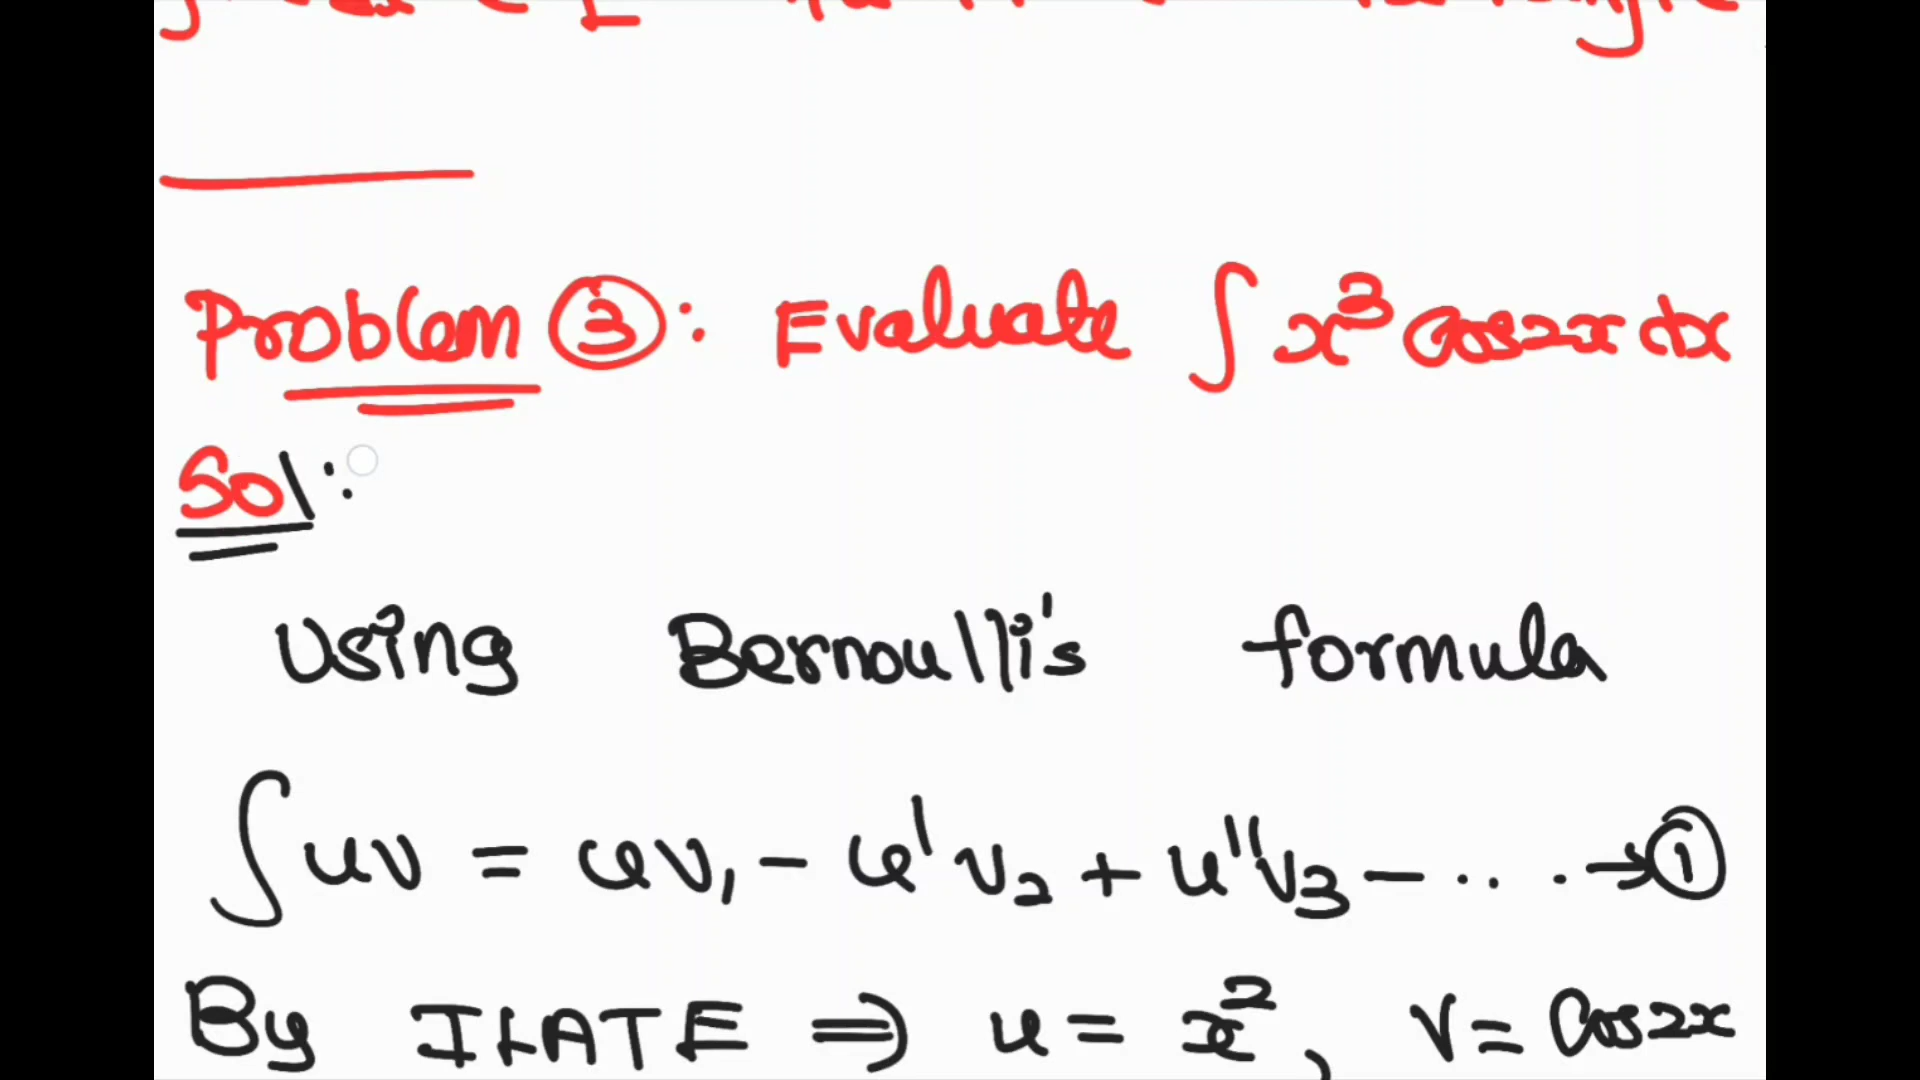 Problem ③: Evaluate ∫ x³ Cos2x dx
Sol:
Using Bernoulli's formula
∫ uv = uv₁ - u'v₂ + u''v₃ - ... → ①
By ILATE ⇒ u = x², v = Cos2x